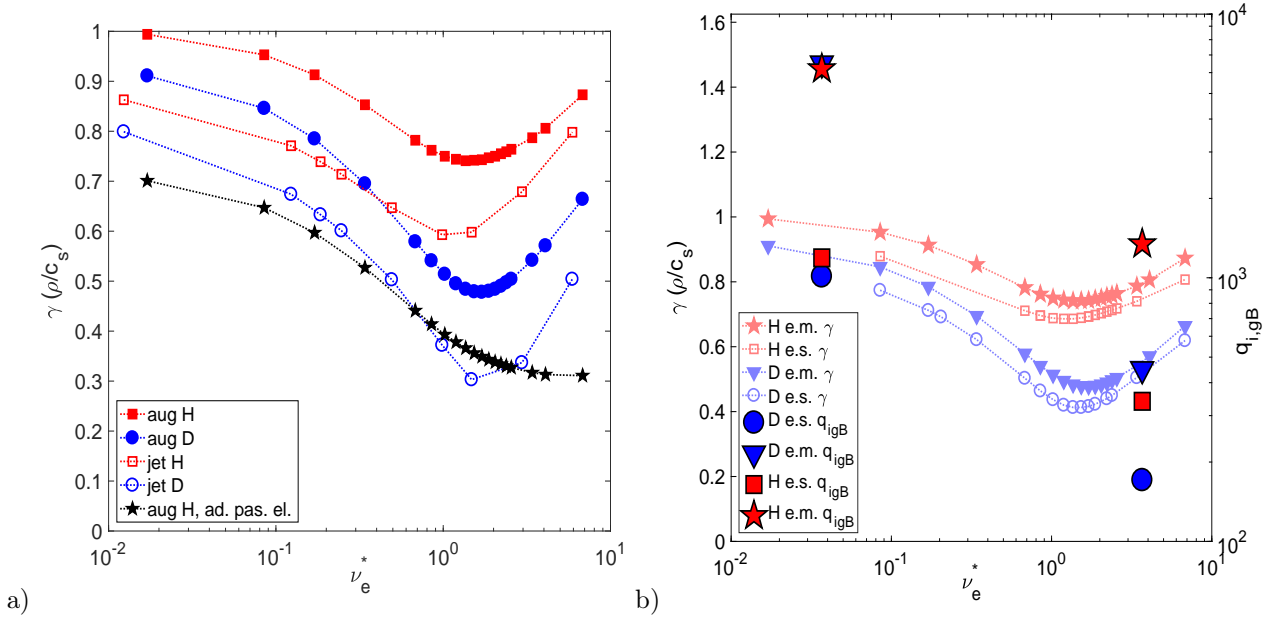 1
0.9
0.8
0.7
0.6
0.5
0.4
0.3
0.2
0.1
0
γ (ρ/c_s)
aug H
aug D
jet H
jet D
aug H, ad. pas. el.
10^-2
10^-1
10^0
10^1
ν_e^*
a)
1.6
1.4
1.2
1
0.8
0.6
0.4
0.2
0
γ (ρ/c_s)
H e.m. γ
H e.s. γ
D e.m. γ
D e.s. γ
D e.s. q_igB
D e.m. q_igB
H e.s. q_igB
H e.m. q_igB
10^4
10^3
10^2
q_i,gB
10^-2
10^-1
10^0
10^1
ν_e^*
b)